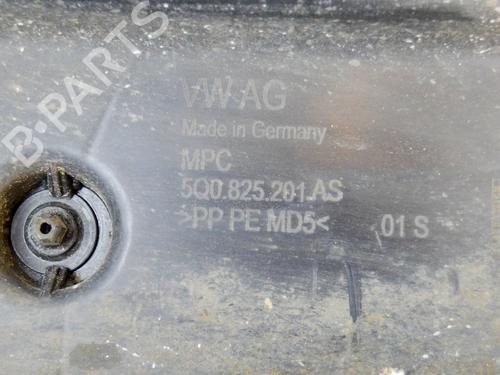 B-PARTS
VW AG
Made in Germany
MPC
5Q0.825.201.AS
>PP PE MD5< 01 S